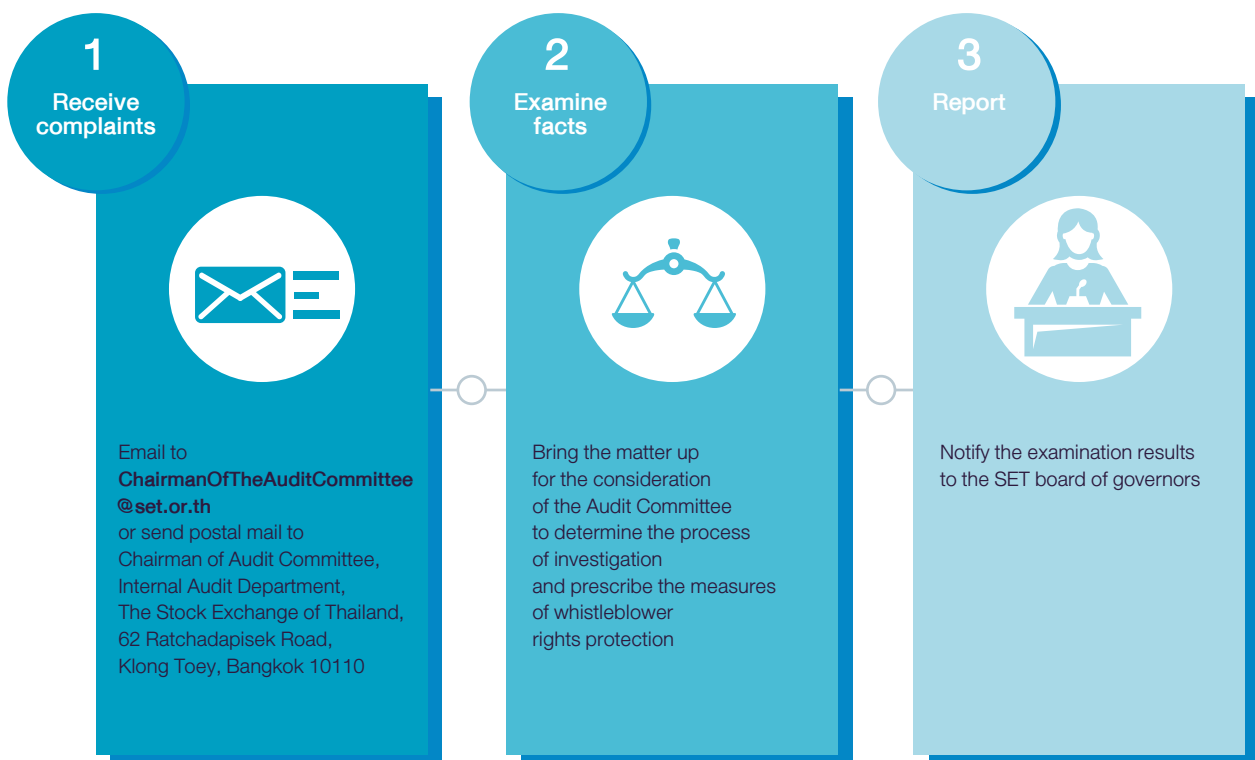 1
Receive
complaints
Email to
ChairmanOfTheAuditCommittee
@set.or.th
or send postal mail to
Chairman of Audit Committee,
Internal Audit Department,
The Stock Exchange of Thailand,
62 Ratchadapisek Road,
Klong Toey, Bangkok 10110
2
Examine
facts
Bring the matter up
for the consideration
of the Audit Committee
to determine the process
of investigation
and prescribe the measures
of whistleblower
rights protection
3
Report
Notify the examination results
to the SET board of governors